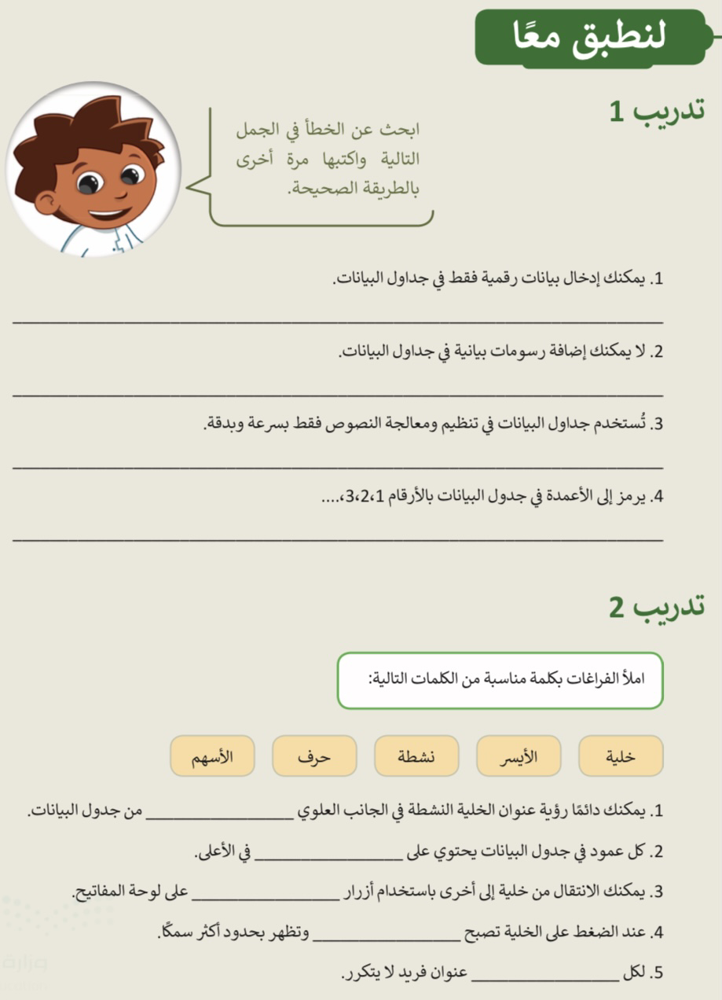 لنطبق معًا
تدريب 1
ابحث عن الخطأ في الجمل
التالية واكتبها مرة أخرى
بالطريقة الصحيحة.
1. يمكنك إدخال بيانات رقمية فقط في جداول البيانات.
2. لا يمكنك إضافة رسومات بيانية في جداول البيانات.
3. تُستخدم جداول البيانات في تنظيم ومعالجة النصوص فقط بسرعة وبدقة.
4. يرمز إلى الأعمدة في جدول البيانات بالأرقام 1،2،3،....
تدريب 2
املأ الفراغات بكلمة مناسبة من الكلمات التالية:
خلية الأيسر نشطة حرف الأسهم
1. يمكنك دائمًا رؤية عنوان الخلية النشطة في الجانب العلوي ________________ من جدول البيانات.
2. كل عمود في جدول البيانات يحتوي على ________________ في الأعلى.
3. يمكنك الانتقال من خلية إلى أخرى باستخدام أزرار ________________ على لوحة المفاتيح.
4. عند الضغط على الخلية تصبح ________________ وتظهر بحدود أكثر سمكًا.
5. لكل ________________ عنوان فريد لا يتكرر.
وزارة